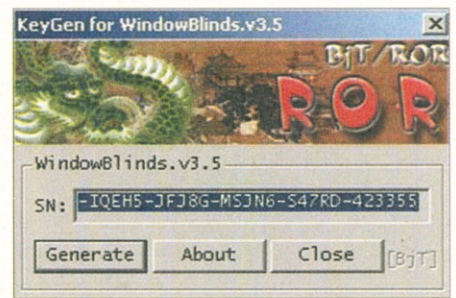 KeyGen for WindowBlinds.v3.5
BjT/ROR
ROR
WindowBlinds.v3.5
SN: -IQEH5-JFJ8G-MSJN6-S47RD-423355
Generate About Close [BjT]